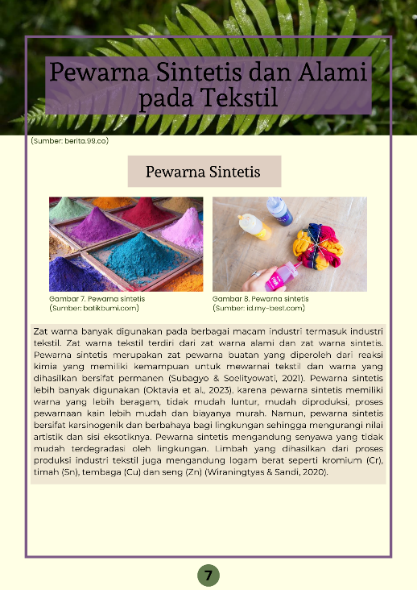 Pewarna Sintetis dan Alami
pada Tekstil
(Sumber: berita.99.co)
Pewarna Sintetis
Gambar 7. Pewarna sintetis
(Sumber: batikbumi.com)
Gambar 8. Pewarna sintetis
(Sumber: id.my-best.com)
Zat warna banyak digunakan pada berbagai macam industri termasuk industri
tekstil. Zat warna tekstil terdiri dari zat warna alami dan zat warna sintetis.
Pewarna sintetis merupakan zat pewarna buatan yang diperoleh dari reaksi
kimia yang memiliki kemampuan untuk mewarnai tekstil dan warna yang
dihasilkan bersifat permanen (Subagyo & Soelityowati, 2021). Pewarna sintetis
lebih banyak digunakan (Oktavia et al., 2023), karena pewarna sintetis memiliki
warna yang lebih beragam, tidak mudah luntur, mudah diproduksi, proses
pewarnaan kain lebih mudah dan biayanya murah. Namun, pewarna sintetis
bersifat karsinogenik dan berbahaya bagi lingkungan sehingga mengurangi nilai
artistik dan sisi eksotiknya. Pewarna sintetis mengandung senyawa yang tidak
mudah terdegradasi oleh lingkungan. Limbah yang dihasilkan dari proses
produksi industri tekstil juga mengandung logam berat seperti kromium (Cr),
timah (Sn), tembaga (Cu) dan seng (Zn) (Wiraningtyas & Sandi, 2020).
7